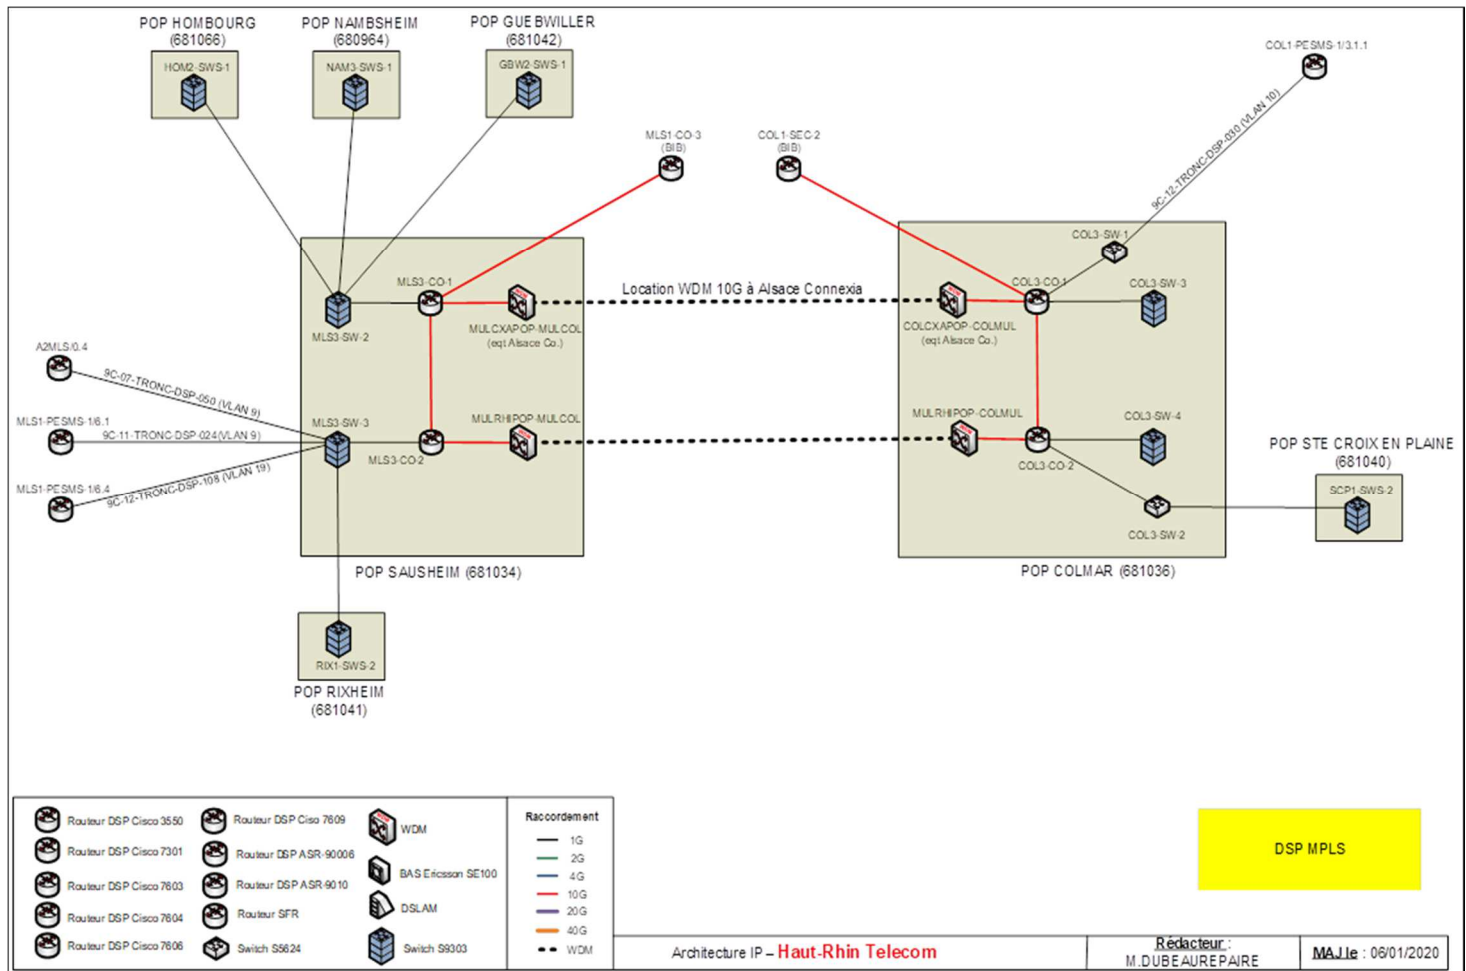 POP HOMBOURG
(681066)
POP NAMBSHEIM
(680964)
POP GUEBWILLER
(681042)
HOM2-SWS-1
NAM3-SWS-1
GBW2-SWS-1
COL1-PESMS-1/3.1.1
MLS1-CO-3
(BIB)
COL1-SEC-2
(BIB)
9C-12-TRONC-DSP-030 (VLAN 10)
COL3-SW-1
MLS3-CO-1
Location WDM 10G à Alsace Connexia
COL3-CO-1
COL3-SW-3
MLS3-SW-2
MULCXAPOP-MULCOL
(eqt Alsace Co.)
COLCXAPOP-COLMUL
(eqt Alsace Co.)
A2MLS/0.4
9C-07-TRONC-DSP-050 (VLAN 9)
MLS1-PESMS-1/6.1
9C-11-TRONC-DSP-024(VLAN 9)
MLS3-SW-3
MULRHIPOP-MULCOL
MULRHIPOP-COLMUL
COL3-SW-4
MLS3-CO-2
COL3-CO-2
POP STE CROIX EN PLAINE
(681040)
MLS1-PESMS-1/6.4
9C-12-TRONC-DSP-108 (VLAN 19)
SCP1-SWS-2
COL3-SW-2
POP SAUSHEIM (681034)
POP COLMAR (681036)
RIX1-SWS-2
POP RIXHEIM
(681041)
Routeur DSP Cisco 3550
Routeur DSP Cisco 7301
Routeur DSP Cisco 7603
Routeur DSP Cisco 7604
Routeur DSP Cisco 7606
Routeur DSP Ciso 7609
Routeur DSP ASR-90006
Routeur DSP ASR-9010
Routeur SFR
Switch S5624
WDM
BAS Ericsson SE100
DSLAM
Switch S9303
Raccordement
1G
2G
4G
10G
20G
40G
WDM
DSP MPLS
Architecture IP – Haut-Rhin Telecom
Rédacteur :
M.DUBEAUREPAIRE
MAJ le : 06/01/2020